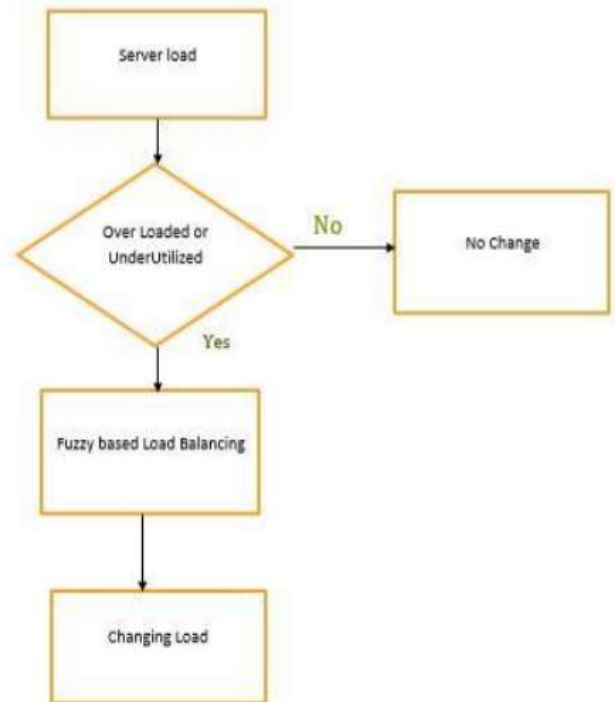 Server load
Over Loaded or
UnderUtilized
No
No Change
Yes
Fuzzy based Load Balancing
Changing Load